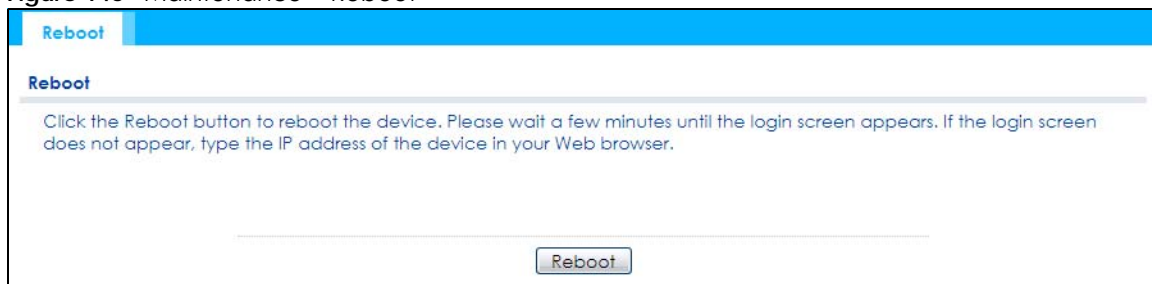 Reboot
Reboot
Click the Reboot button to reboot the device. Please wait a few minutes until the login screen appears. If the login screen
does not appear, type the IP address of the device in your Web browser.
Reboot